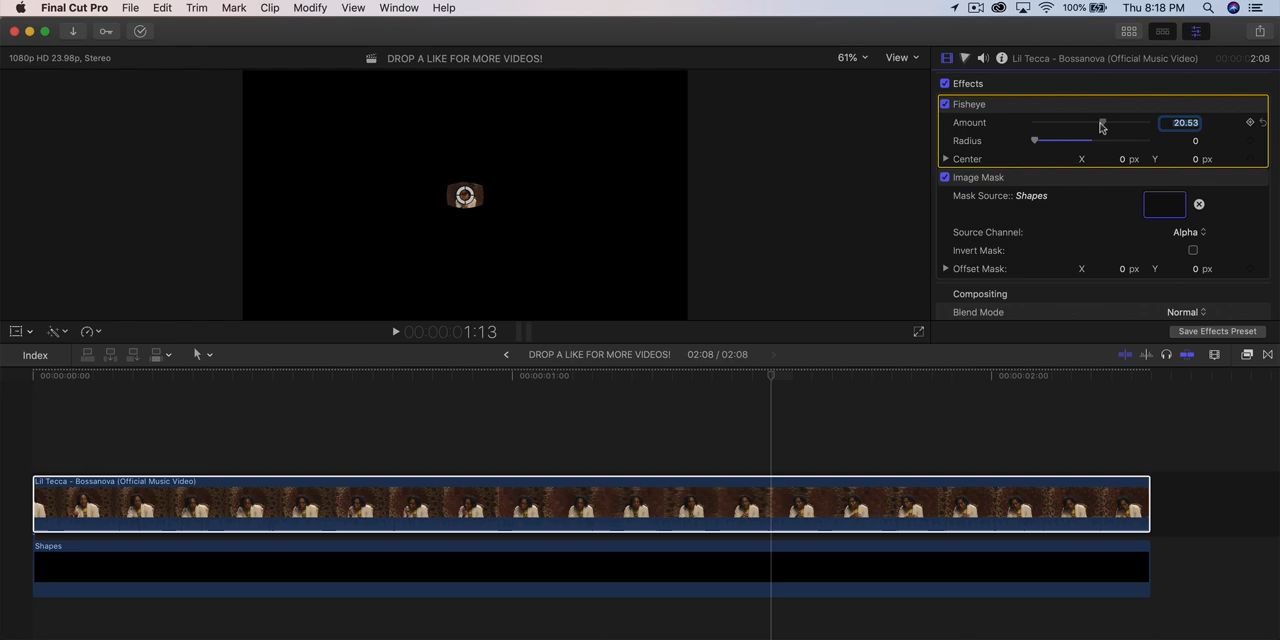 Final Cut Pro File Edit Trim Mark Clip Modify View Window Help 100% Thu 8:18 PM
1080p HD 23.98p, Stereo DROP A LIKE FOR MORE VIDEOS! 61% View Lil Tecca - Bossanova (Official Music Video) 00:00:02:08
Effects
Fisheye
Amount 20.53
Radius 0
Center X 0 px Y 0 px
Image Mask
Mask Source:: Shapes
Source Channel: Alpha
Invert Mask:
Offset Mask: X 0 px Y 0 px
Compositing
Blend Mode Normal
00:00:00:01:13 Save Effects Preset
Index DROP A LIKE FOR MORE VIDEOS! 02:08 / 02:08
00:00:00:00 00:00:01:00 00:00:02:00
Lil Tecca - Bossanova (Official Music Video)
Shapes